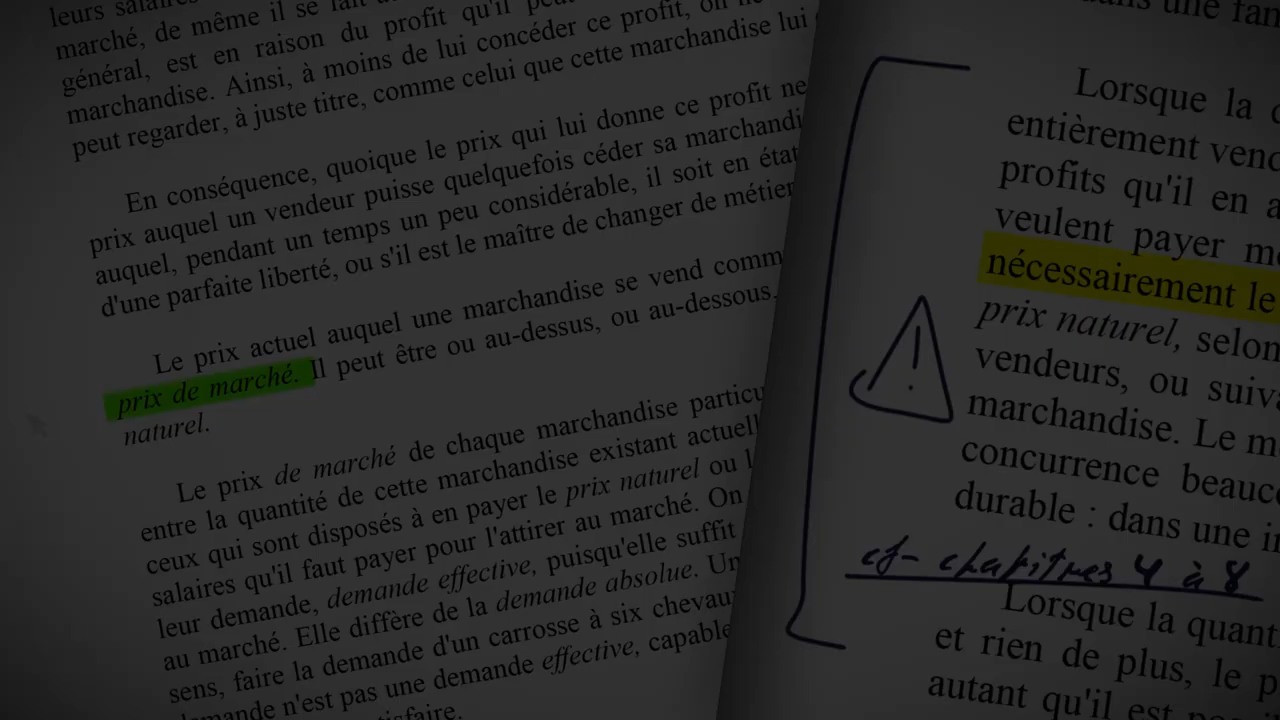 leurs salaires
marché, de même il se fait
général, est en raison du profit qu'il
marchandise. Ainsi, à moins de lui concéder ce profit, on
peut regarder, à juste titre, comme celui que cette marchandise lui
En conséquence, quoique le prix qui lui donne ce profit ne
prix auquel un vendeur puisse quelquefois céder sa marchandi
auquel, pendant un temps un peu considérable, il soit en état
d'une parfaite liberté, ou s'il est le maître de changer de métier
Le prix actuel auquel une marchandise se vend comm
prix de marché. Il peut être ou au-dessus, ou au-dessous,
naturel.
Le prix de marché de chaque marchandise particu
entre la quantité de cette marchandise existant actuell
ceux qui sont disposés à en payer le prix naturel ou l
salaires qu'il faut payer pour l'attirer au marché. On
leur demande, demande effective, puisqu'elle suffit
au marché. Elle diffère de la demande absolue. Un
sens, faire la demande d'un carrosse à six chevau
demande n'est pas une demande effective, capable
satisfaire.
dans une fam
Lorsque la
entièrement vend
profits qu'il en a
veulent payer mo
nécessairement le
prix naturel, selon
vendeurs, ou suiva
marchandise. Le m
concurrence beauc
durable : dans une i
cf- chapitres 4 à 8
Lorsque la quant
et rien de plus, le p
autant qu'il est